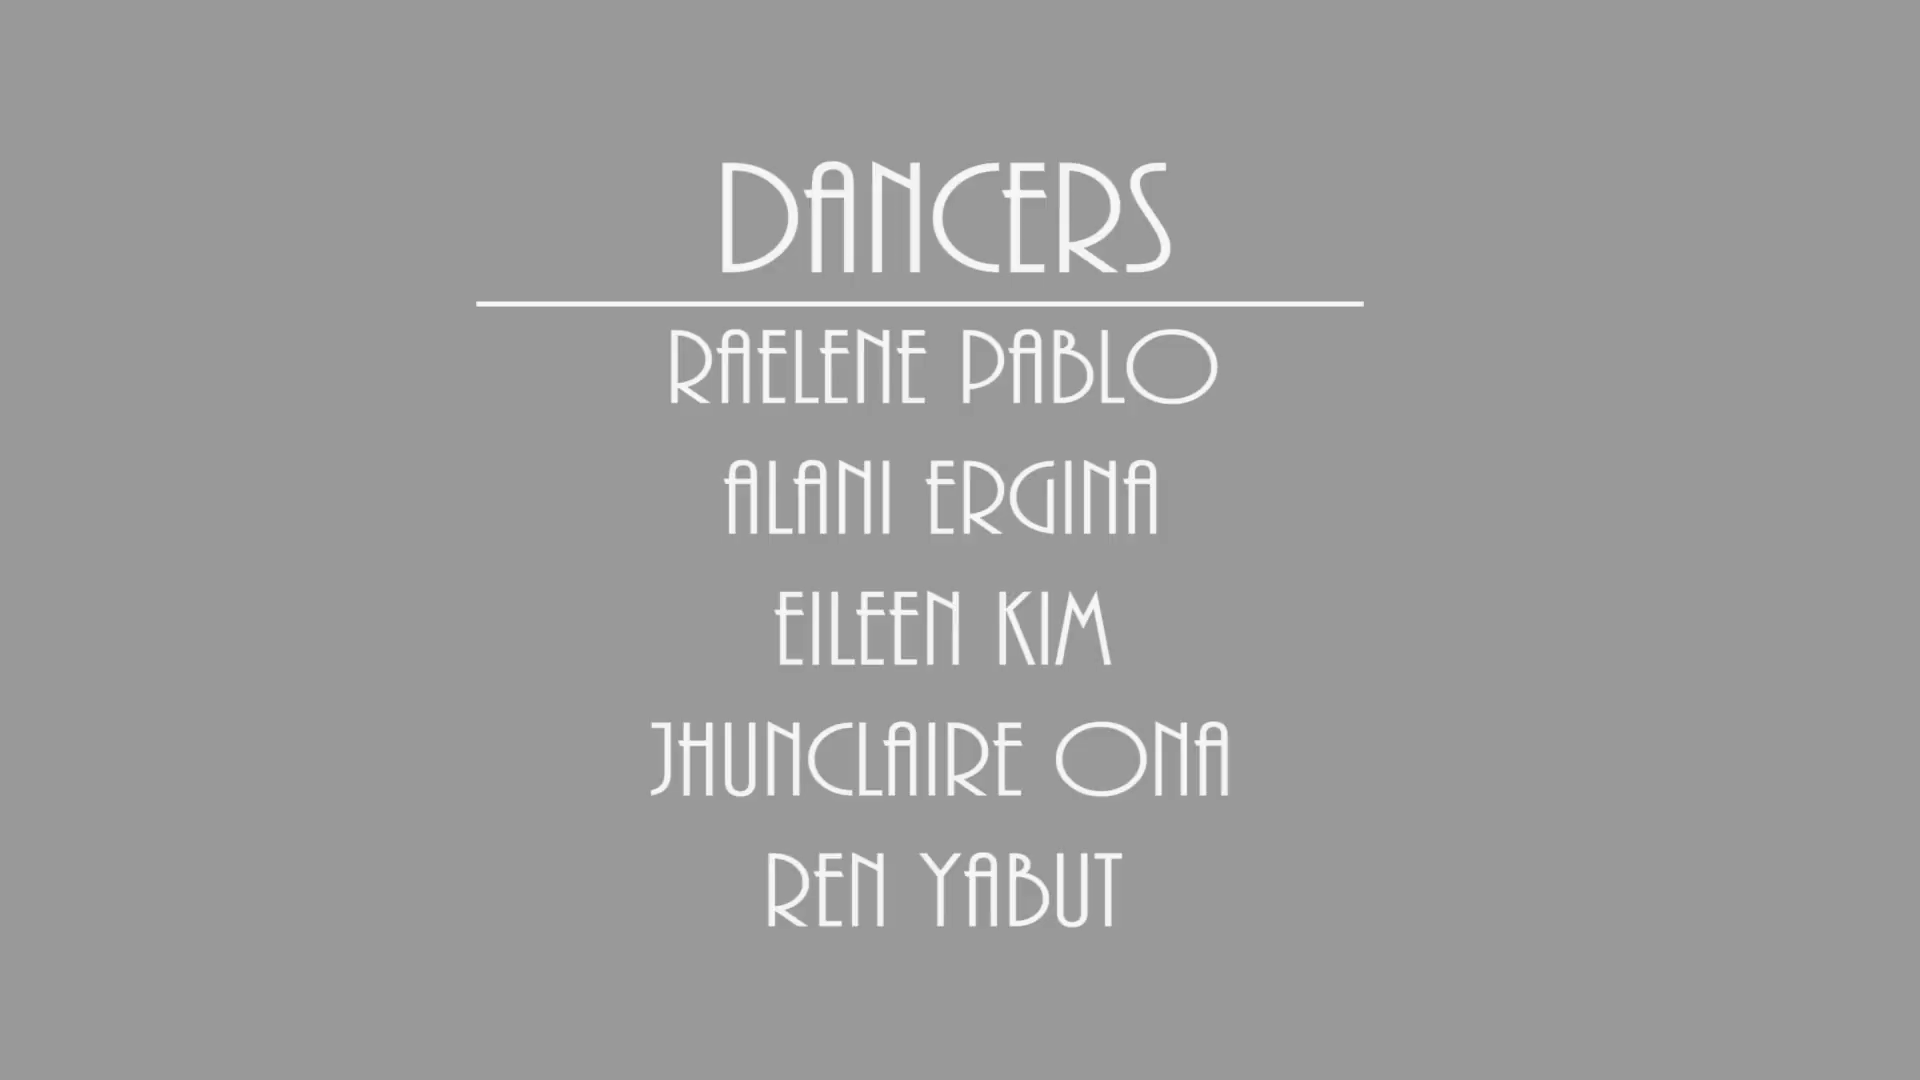 DANCERS
RAELENE PABLO
ALANI ERGINA
EILEEN KIM
JHUNCLAIRE ONA
REN YABUT